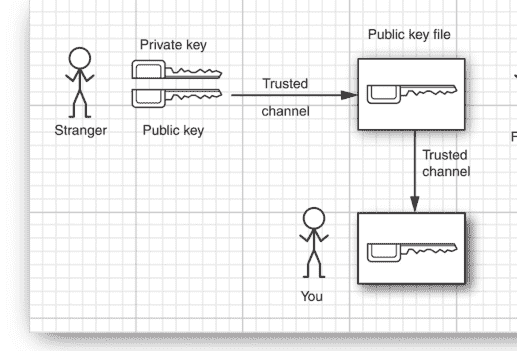 Public key file
Private key
Trusted
channel
Stranger
Public key
Trusted
channel
You